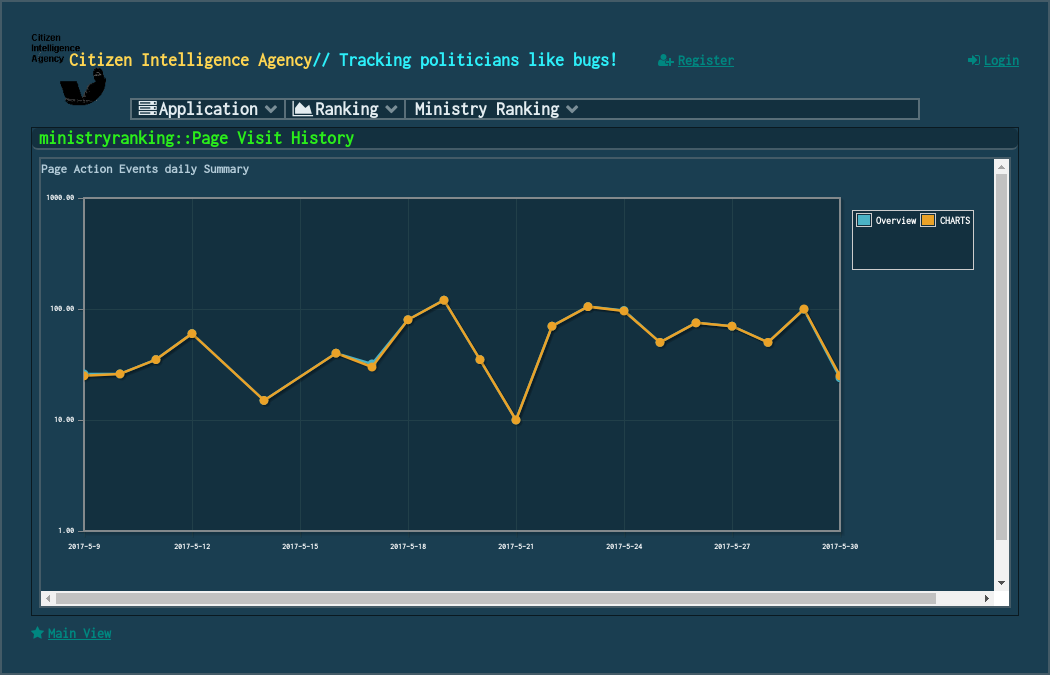 Citizen
Intelligence
Agency
Citizen Intelligence Agency// Tracking politicians like bugs!
Register
Login
Application
Ranking
Ministry Ranking
ministryranking::Page Visit History
Page Action Events daily Summary
1000.00
100.00
10.00
1.00
2017-5-9 2017-5-12 2017-5-15 2017-5-18 2017-5-21 2017-5-24 2017-5-27 2017-5-30
Overview CHARTS
Main View